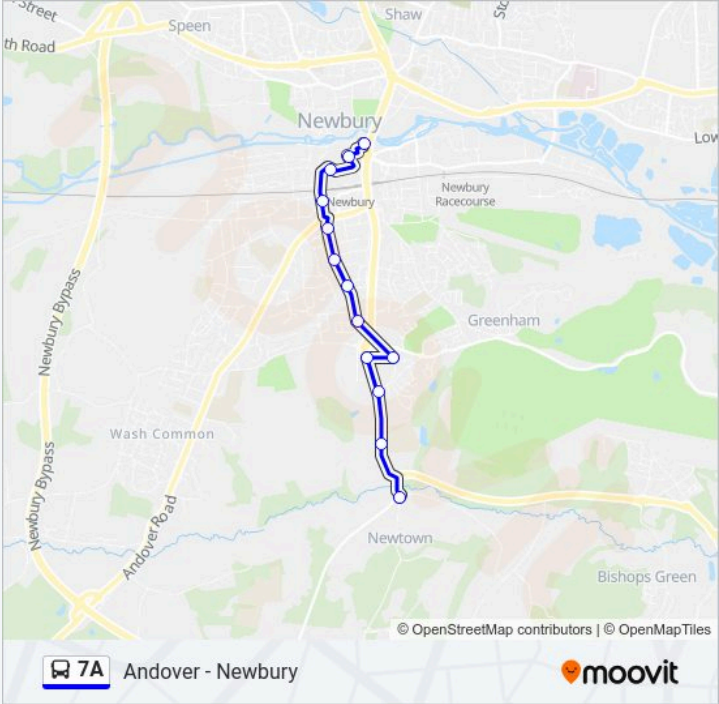 Street
Shaw
Sto
Speen
th Road
Newbury
Low
Newbury
Racecourse
Newbury
Newbury Bypass
Greenham
Wash Common
Newbury Bypass
Andover Road
Newtown
Bishops Green
© OpenStreetMap contributors | © OpenMapTiles
7A Andover - Newbury
moovit